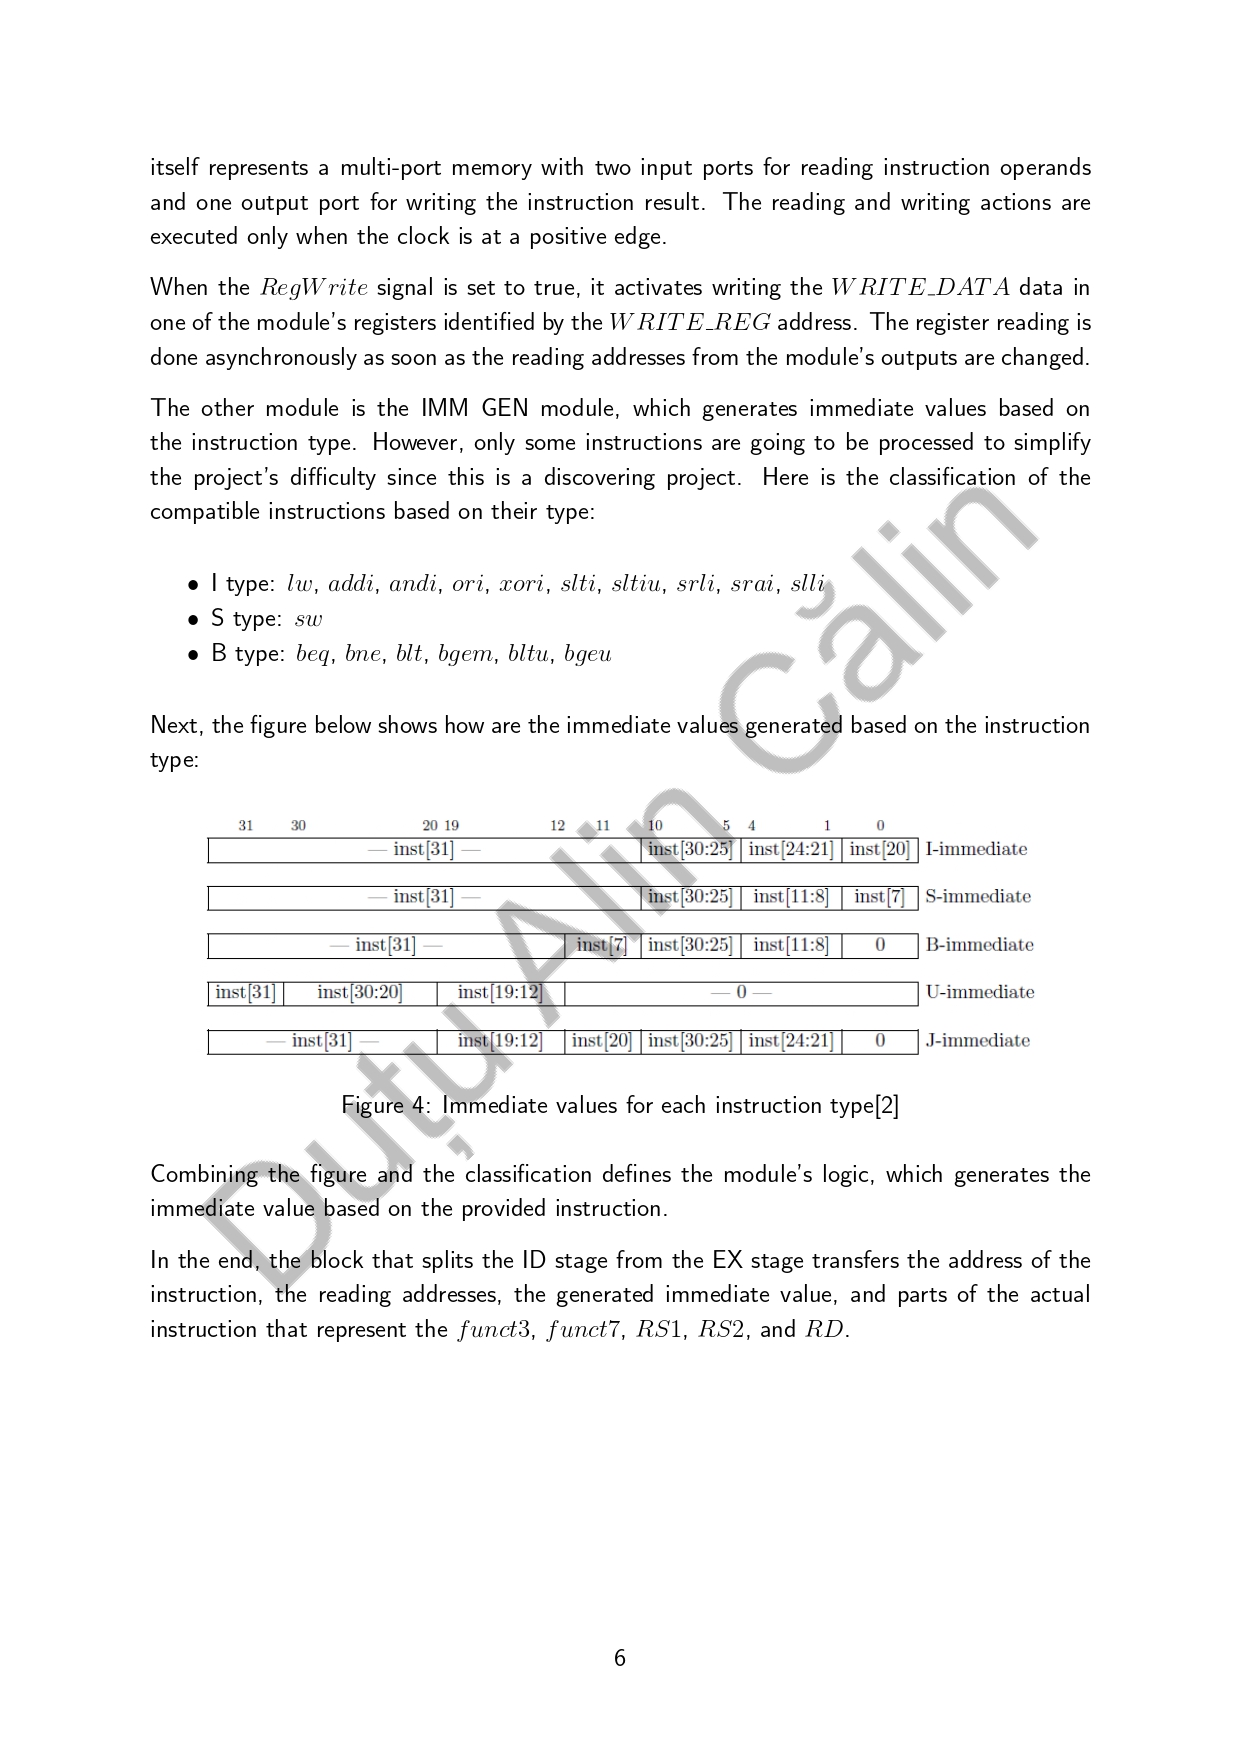 itself represents a multi-port memory with two input ports for reading instruction operands
and one output port for writing the instruction result. The reading and writing actions are
executed only when the clock is at a positive edge.
When the RegWrite signal is set to true, it activates writing the WRITE_DATA data in
one of the module's registers identified by the WRITE_REG address. The register reading is
done asynchronously as soon as the reading addresses from the module's outputs are changed.
The other module is the IMM GEN module, which generates immediate values based on
the instruction type. However, only some instructions are going to be processed to simplify
the project's difficulty since this is a discovering project. Here is the classification of the
compatible instructions based on their type:
• I type: lw, addi, andi, ori, xori, slti, sltiu, srli, srai, slli
• S type: sw
• B type: beq, bne, blt, bgem, bltu, bgeu
Next, the figure below shows how are the immediate values generated based on the instruction
type:
31 30 20 19 12 11 10 5 4 1 0
— inst[31] — inst[30:25] inst[24:21] inst[20] I-immediate
— inst[31] — inst[30:25] inst[11:8] inst[7] S-immediate
— inst[31] — inst[7] inst[30:25] inst[11:8] 0 B-immediate
inst[31] inst[30:20] inst[19:12] — 0 — U-immediate
— inst[31] — inst[19:12] inst[20] inst[30:25] inst[24:21] 0 J-immediate
Figure 4: Immediate values for each instruction type[2]
Combining the figure and the classification defines the module's logic, which generates the
immediate value based on the provided instruction.
In the end, the block that splits the ID stage from the EX stage transfers the address of the
instruction, the reading addresses, the generated immediate value, and parts of the actual
instruction that represent the funct3, funct7, RS1, RS2, and RD.
6
Duțu Alin Călin